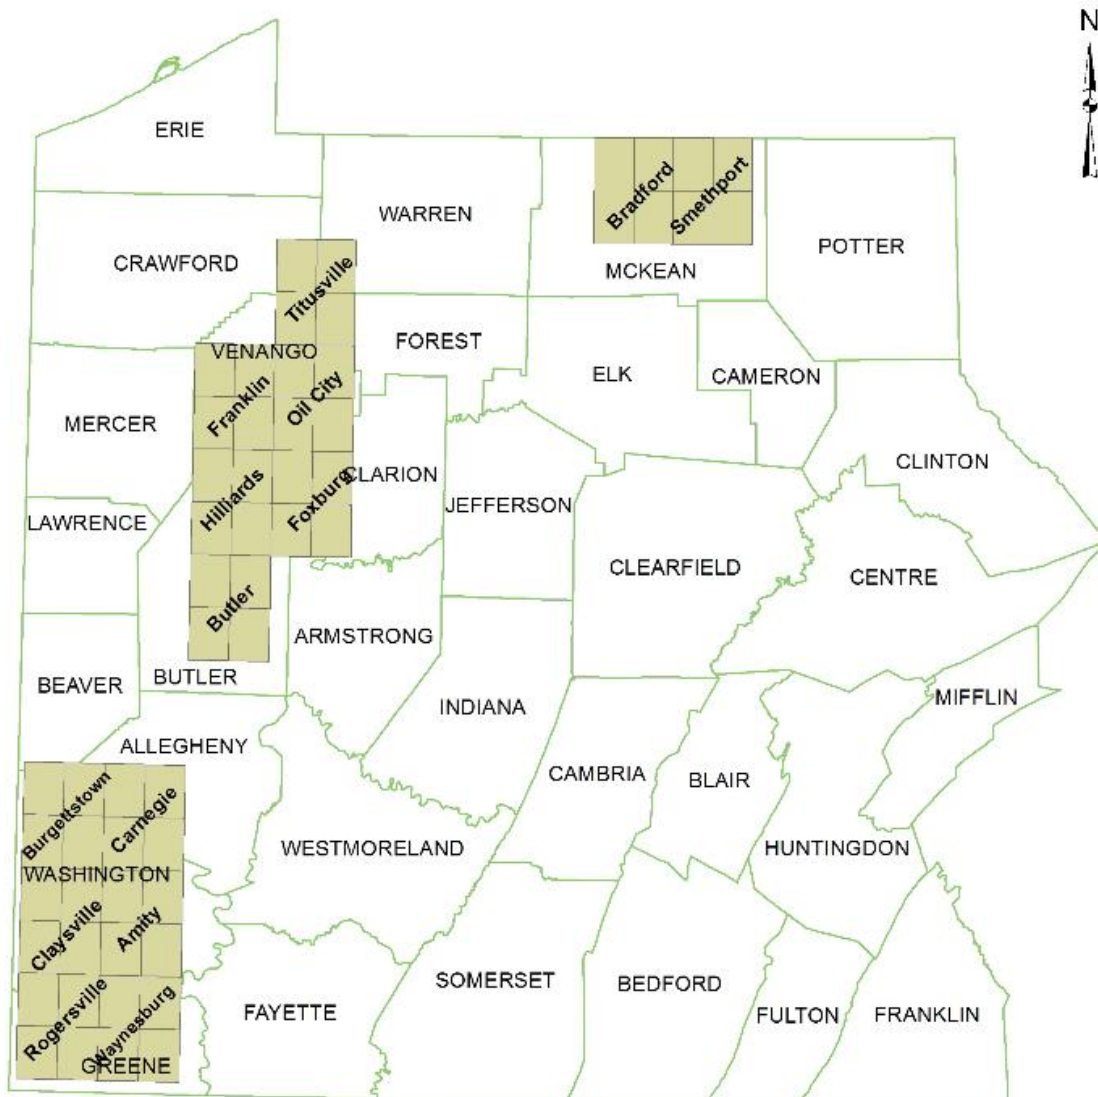 N
ERIE
WARREN
Bradford
Smethport
POTTER
CRAWFORD
MCKEAN
Titusville
VENANGO
FOREST
ELK
CAMERON
MERCER
Franklin
Oil City
CLARION
CLINTON
LAWRENCE
Hilliards
Foxburg
JEFFERSON
CLEARFIELD
CENTRE
Butler
ARMSTRONG
BEAVER
BUTLER
INDIANA
MIFFLIN
ALLEGHENY
CAMBRIA
BLAIR
Burgettstown
Carnegie
WESTMORELAND
HUNTINGDON
WASHINGTON
Claysville
Amity
SOMERSET
BEDFORD
Rogersville
Waynesburg
FAYETTE
FULTON
FRANKLIN
GREENE